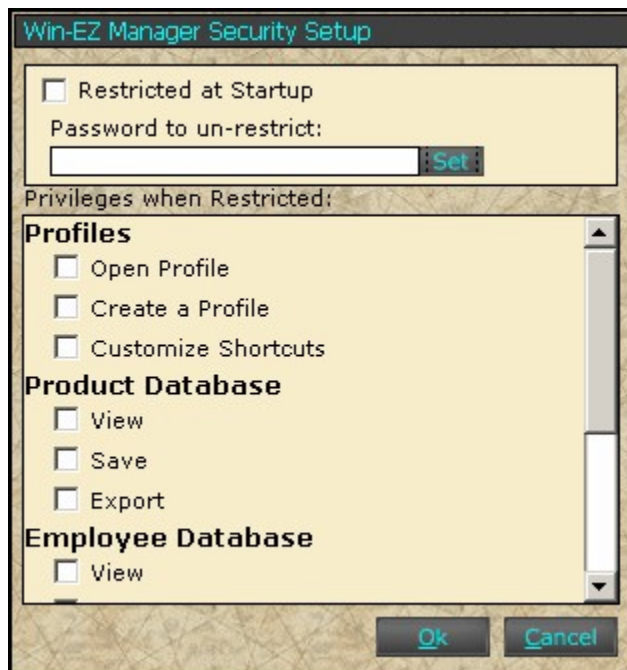 Win-EZ Manager Security Setup
Restricted at Startup
Password to un-restrict:
Set
Privileges when Restricted:
Profiles
Open Profile
Create a Profile
Customize Shortcuts
Product Database
View
Save
Export
Employee Database
View
Ok Cancel